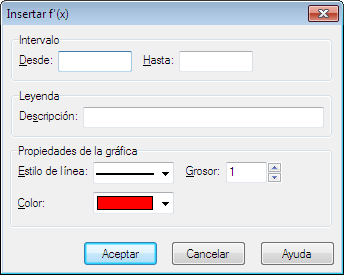 Insertar f'(x)
Intervalo
Desde: Hasta:
Leyenda
Descripción:
Propiedades de la gráfica
Estilo de línea: Grosor: 1
Color:
Aceptar Cancelar Ayuda